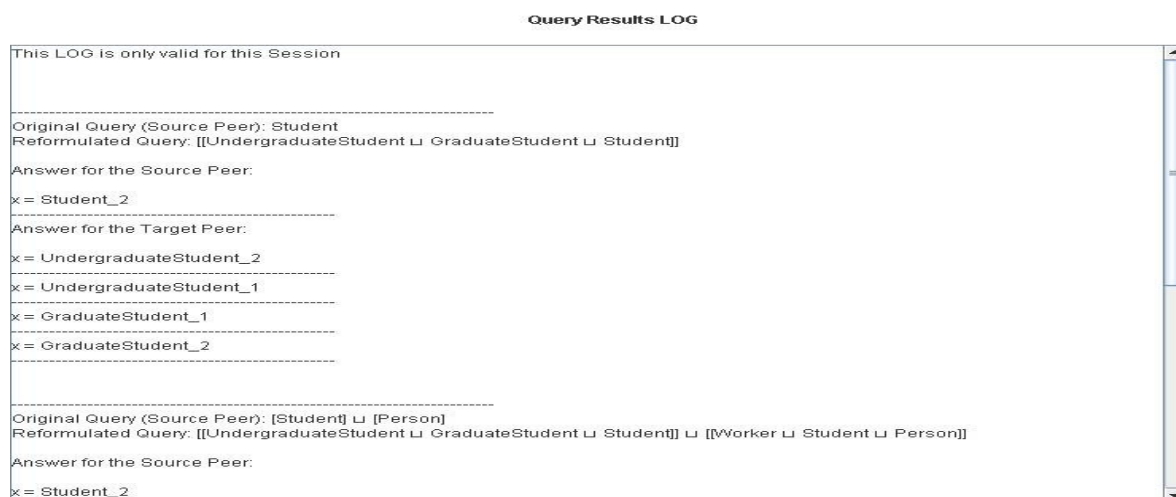 Query Results LOG
This LOG is only valid for this Session
--------------------------------------------------------------------------------
Original Query (Source Peer): Student
Reformulated Query: [[UndergraduateStudent ⊔ GraduateStudent ⊔ Student]]
Answer for the Source Peer:
x = Student_2
------------------------------------------------------
Answer for the Target Peer:
x = UndergraduateStudent_2
------------------------------------------------------
x = UndergraduateStudent_1
------------------------------------------------------
x = GraduateStudent_1
------------------------------------------------------
x = GraduateStudent_2
------------------------------------------------------
--------------------------------------------------------------------------------
Original Query (Source Peer): [Student] ⊔ [Person]
Reformulated Query: [[UndergraduateStudent ⊔ GraduateStudent ⊔ Student]] ⊔ [[Worker ⊔ Student ⊔ Person]]
Answer for the Source Peer:
x = Student_2